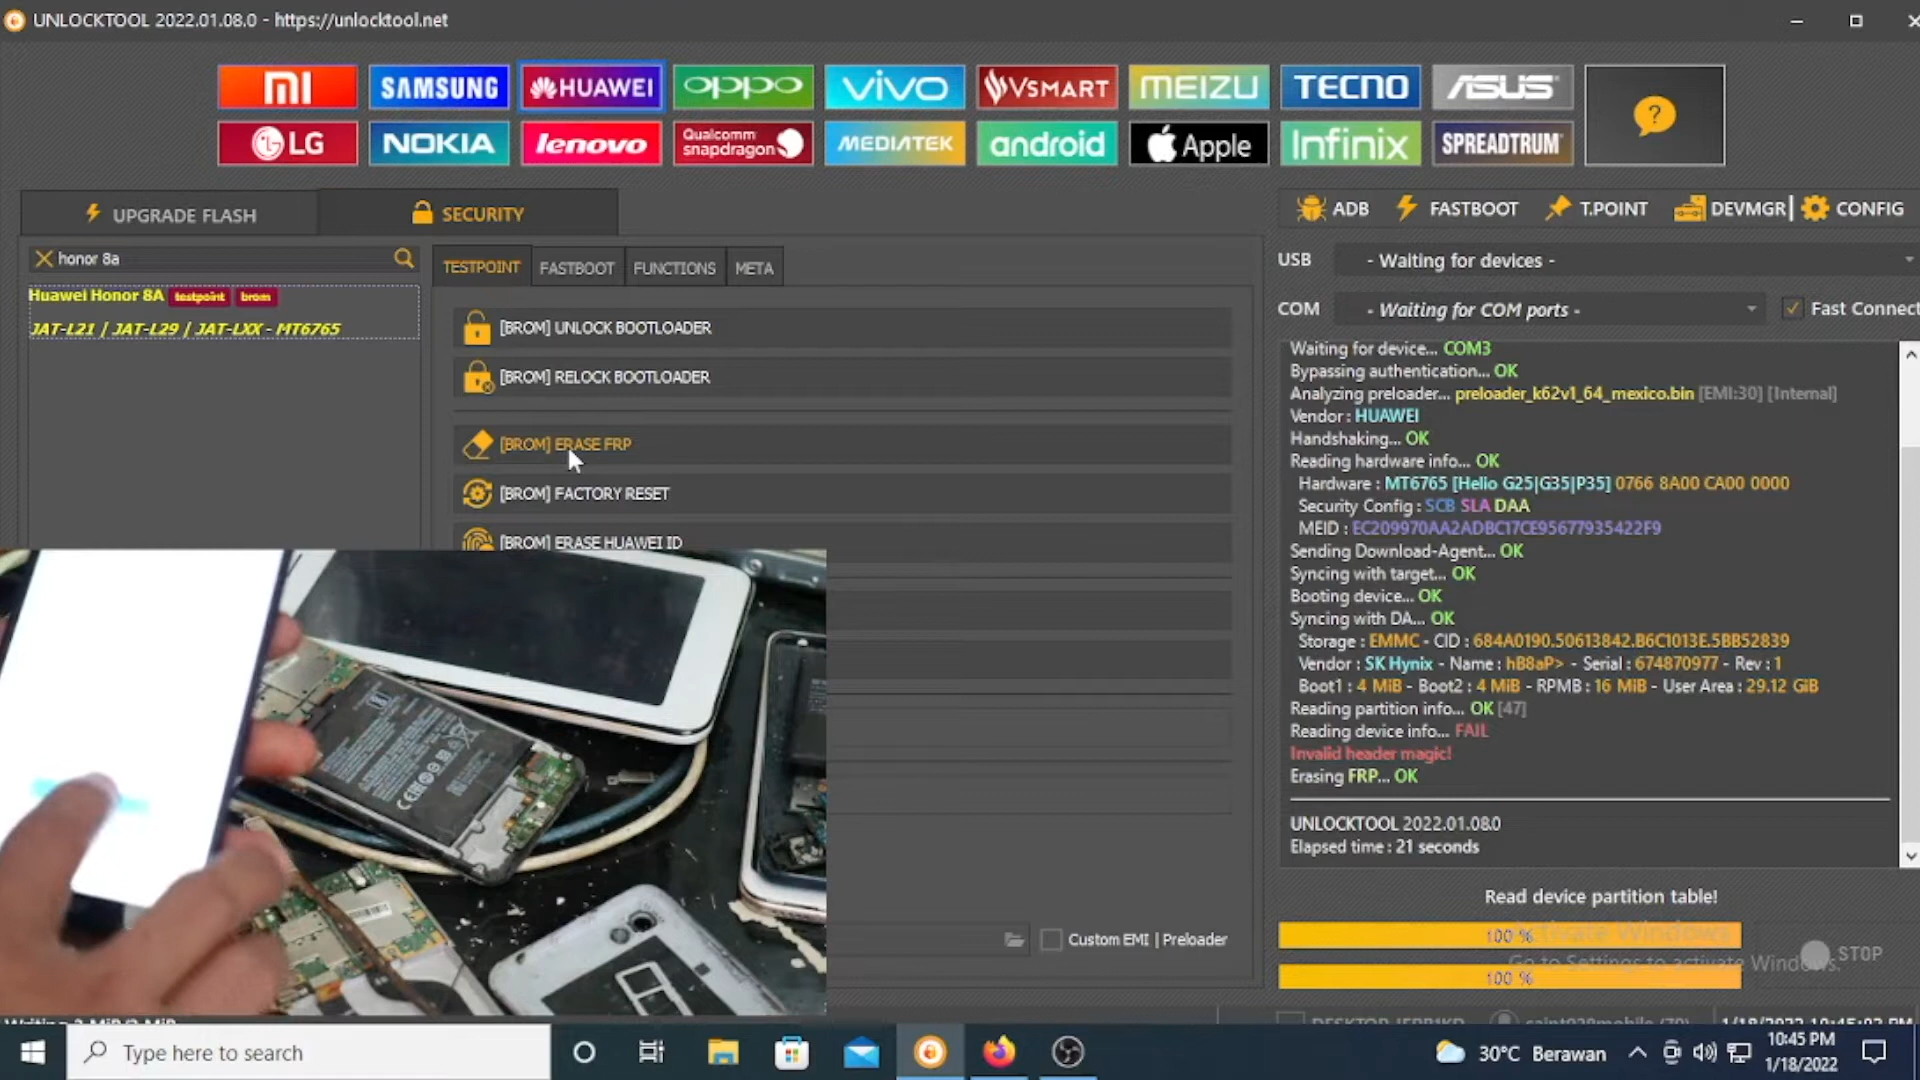 UNLOCKTOOL 2022.01.08.0 - https://unlocktool.net
MI
SAMSUNG
HUAWEI
oppo
vivo
VSMART
MEIZU
TECNO
ASUS
?
LG
NOKIA
lenovo
Qualcomm
snapdragon
MEDIATEK
android
Apple
Infinix
SPREADTRUM
UPGRADE FLASH
SECURITY
ADB
FASTBOOT
T.POINT
DEVMGR
CONFIG
honor 8a
Huawei Honor 8A testpoint brom
JAT-L21 | JAT-L29 | JAT-LXX - MT6765
TESTPOINT
FASTBOOT
FUNCTIONS
META
[BROM] UNLOCK BOOTLOADER
[BROM] RELOCK BOOTLOADER
[BROM] ERASE FRP
[BROM] FACTORY RESET
[BROM] ERASE HUAWEI ID
Custom EMI | Preloader
USB - Waiting for devices -
COM - Waiting for COM ports - Fast Connect
Waiting for device... COM3
Bypassing authentication... OK
Analyzing preloader... preloader_k62v1_64_mexico.bin [EMI:30] [Internal]
Vendor : HUAWEI
Handshaking... OK
Reading hardware info... OK
Hardware : MT6765 [Helio G25|G35|P35] 0766 8A00 CA00 0000
Security Config : SCB SLA DAA
MEID : EC209970AA2ADBC17CE95677935422F9
Sending Download-Agent... OK
Syncing with target... OK
Booting device... OK
Syncing with DA... OK
Storage : EMMC - CID : 684A0190.50613842.B6C1013E.5BB52839
Vendor : SK Hynix - Name : hB8aP> - Serial : 674870977 - Rev : 1
Boot1 : 4 MiB - Boot2 : 4 MiB - RPMB : 16 MiB - User Area : 29.12 GiB
Reading partition info... OK [47]
Reading device info... FAIL
Invalid header magic!
Erasing FRP... OK
UNLOCKTOOL 2022.01.08.0
Elapsed time : 21 seconds
Read device partition table!
100 %
Activate Windows
Go to Settings to activate Windows.
STOP
100 %
Type here to search
30°C Berawan
10:45 PM
1/18/2022